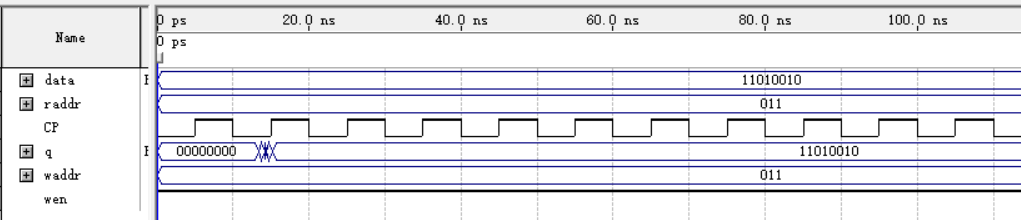 0 ps 20.0 ns 40.0 ns 60.0 ns 80.0 ns 100.0 ns
Name
0 ps
data 11010010
raddr 011
CP
q 00000000 11010010
waddr 011
wen